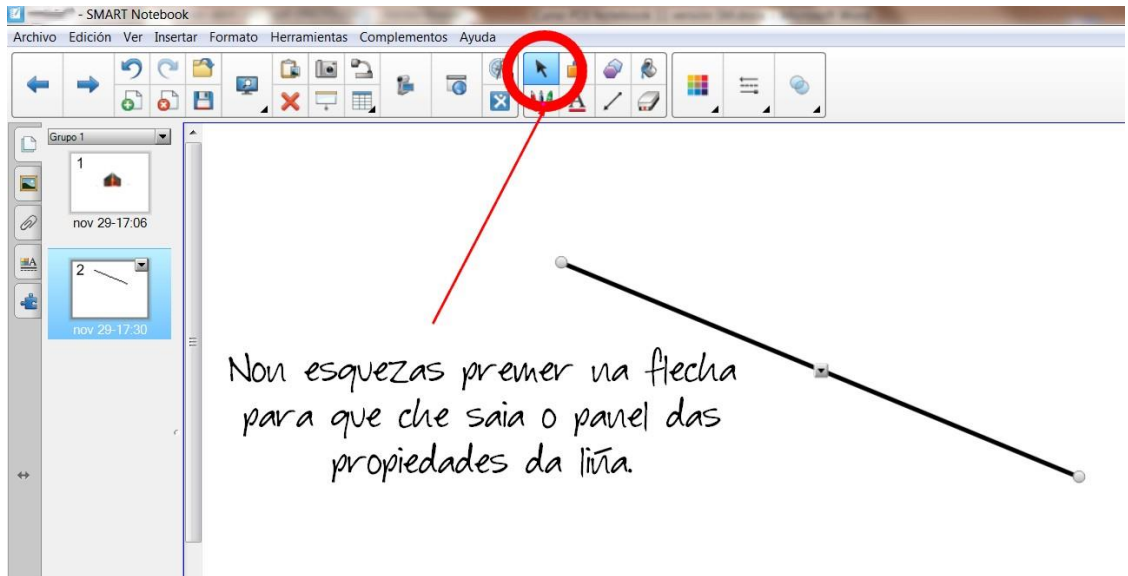 - SMART Notebook
Archivo Edición Ver Insertar Formato Herramientas Complementos Ayuda
Grupo 1
1
nov 29-17:06
2
nov 29-17:30
Non esquezas premer na flecha
para que che saia o panel das
propiedades da liña.